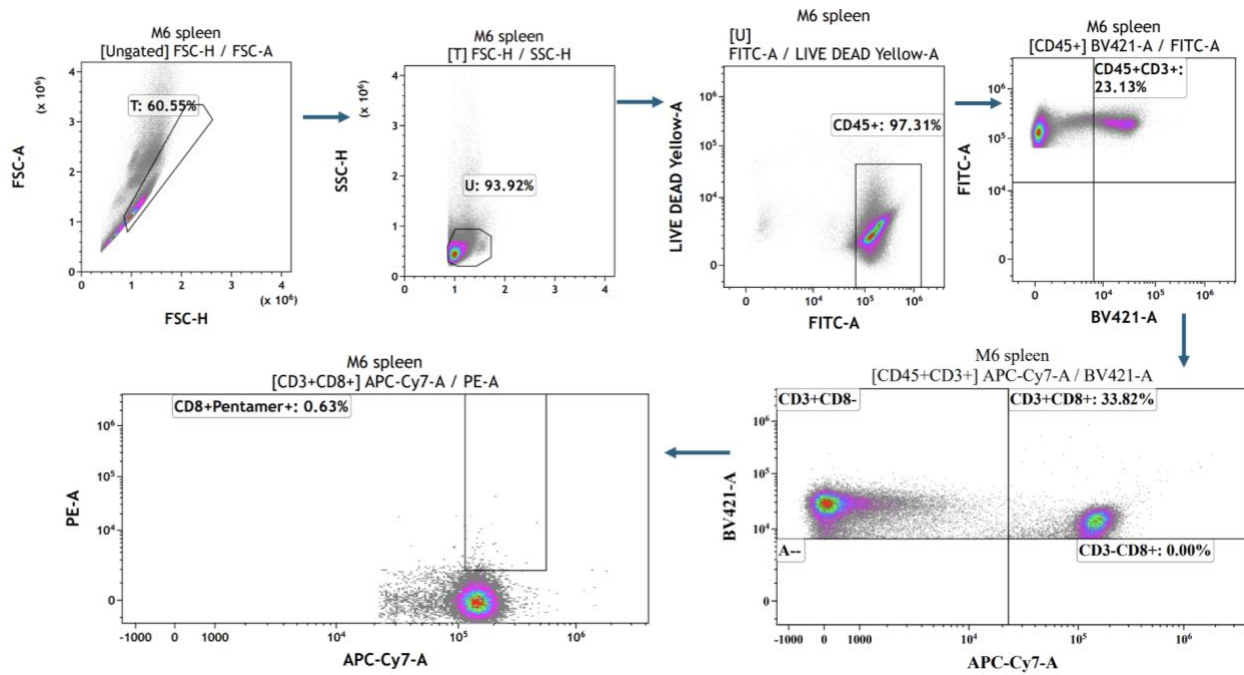 M6 spleen
[Ungated] FSC-H / FSC-A
(x 10⁶)
4
3
2
1
0
FSC-A
T: 60.55%
0
2
4
(x 10⁶)
FSC-H
M6 spleen
[T] FSC-H / SSC-H
(x 10⁶)
4
3
2
1
0
SSC-H
U: 93.92%
0
1
2
4
FSC-H
M6 spleen
[U]
FITC-A / LIVE DEAD Yellow-A
LIVE DEAD Yellow-A
10⁶
10⁵
10⁴
0
CD45+: 97.31%
10⁴
10⁵
10⁶
FITC-A
M6 spleen
[CD45+] BV421-A / FITC-A
FITC-A
10⁶
10⁵
10⁴
0
CD45+CD3+:
23.13%
0
10⁴
10⁵
10⁶
BV421-A
M6 spleen
[CD3+CD8+] APC-Cy7-A / PE-A
CD8+Pentamer+: 0.63%
PE-A
10⁶
10⁵
10⁴
0
-1000
0
1000
10⁴
10⁵
10⁶
APC-Cy7-A
M6 spleen
[CD45+CD3+] APC-Cy7-A / BV421-A
CD3+CD8-
CD3+CD8+: 33.82%
BV421-A
10⁶
10⁵
10⁴
0
A--
CD3-CD8+: 0.00%
-1000
0
1000
10⁴
10⁵
10⁶
APC-Cy7-A